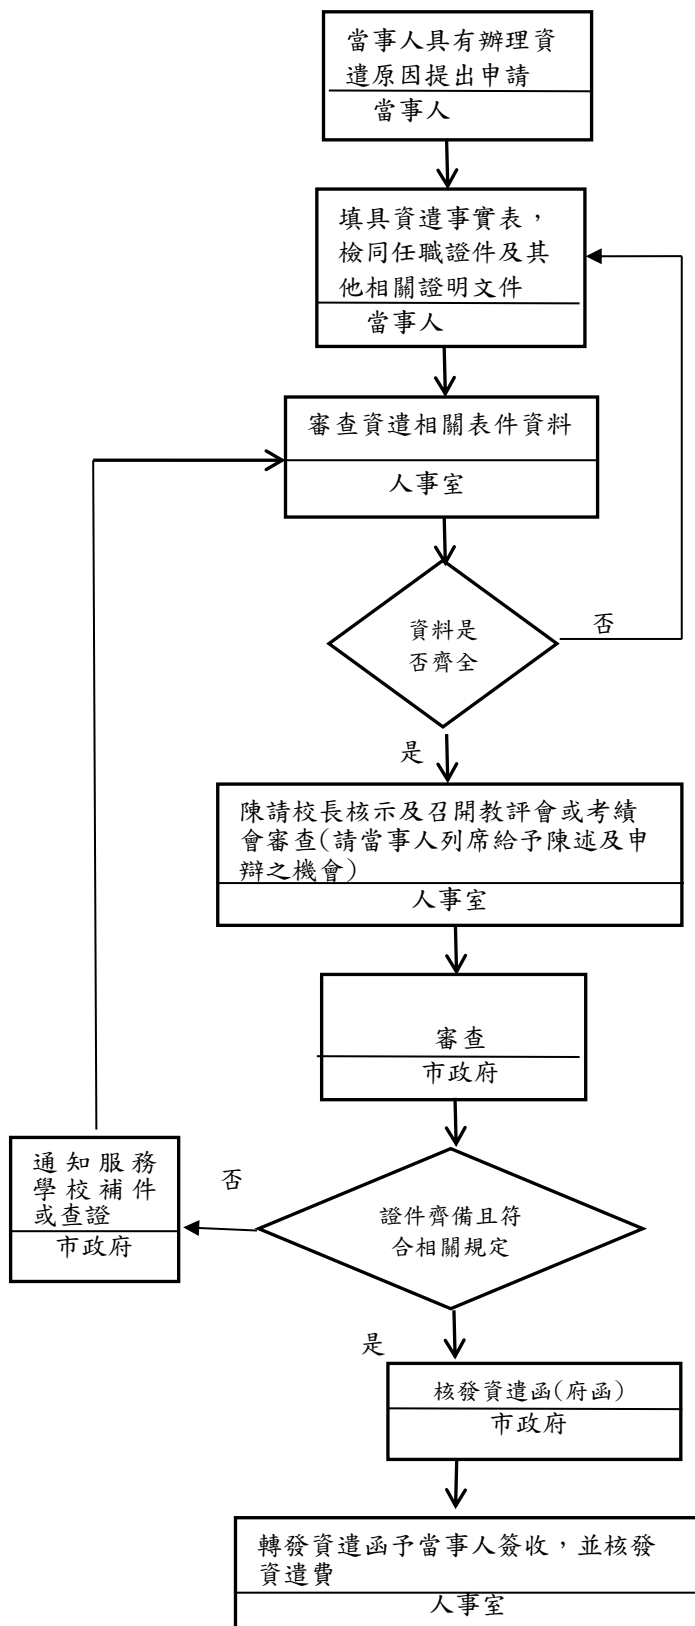 當事人具有辦理資
遣原因提出申請
當事人
填具資遣事實表，
檢同任職證件及其
他相關證明文件
當事人
審查資遣相關表件資料
人事室
資料是
否齊全
否
是
陳請校長核示及召開教評會或考績
會審查(請當事人列席給予陳述及申
辯之機會)
人事室
審查
市政府
通知服務
學校補件
或查證
市政府
否
證件齊備且符
合相關規定
是
核發資遣函(府函)
市政府
轉發資遣函予當事人簽收，並核發
資遣費
人事室